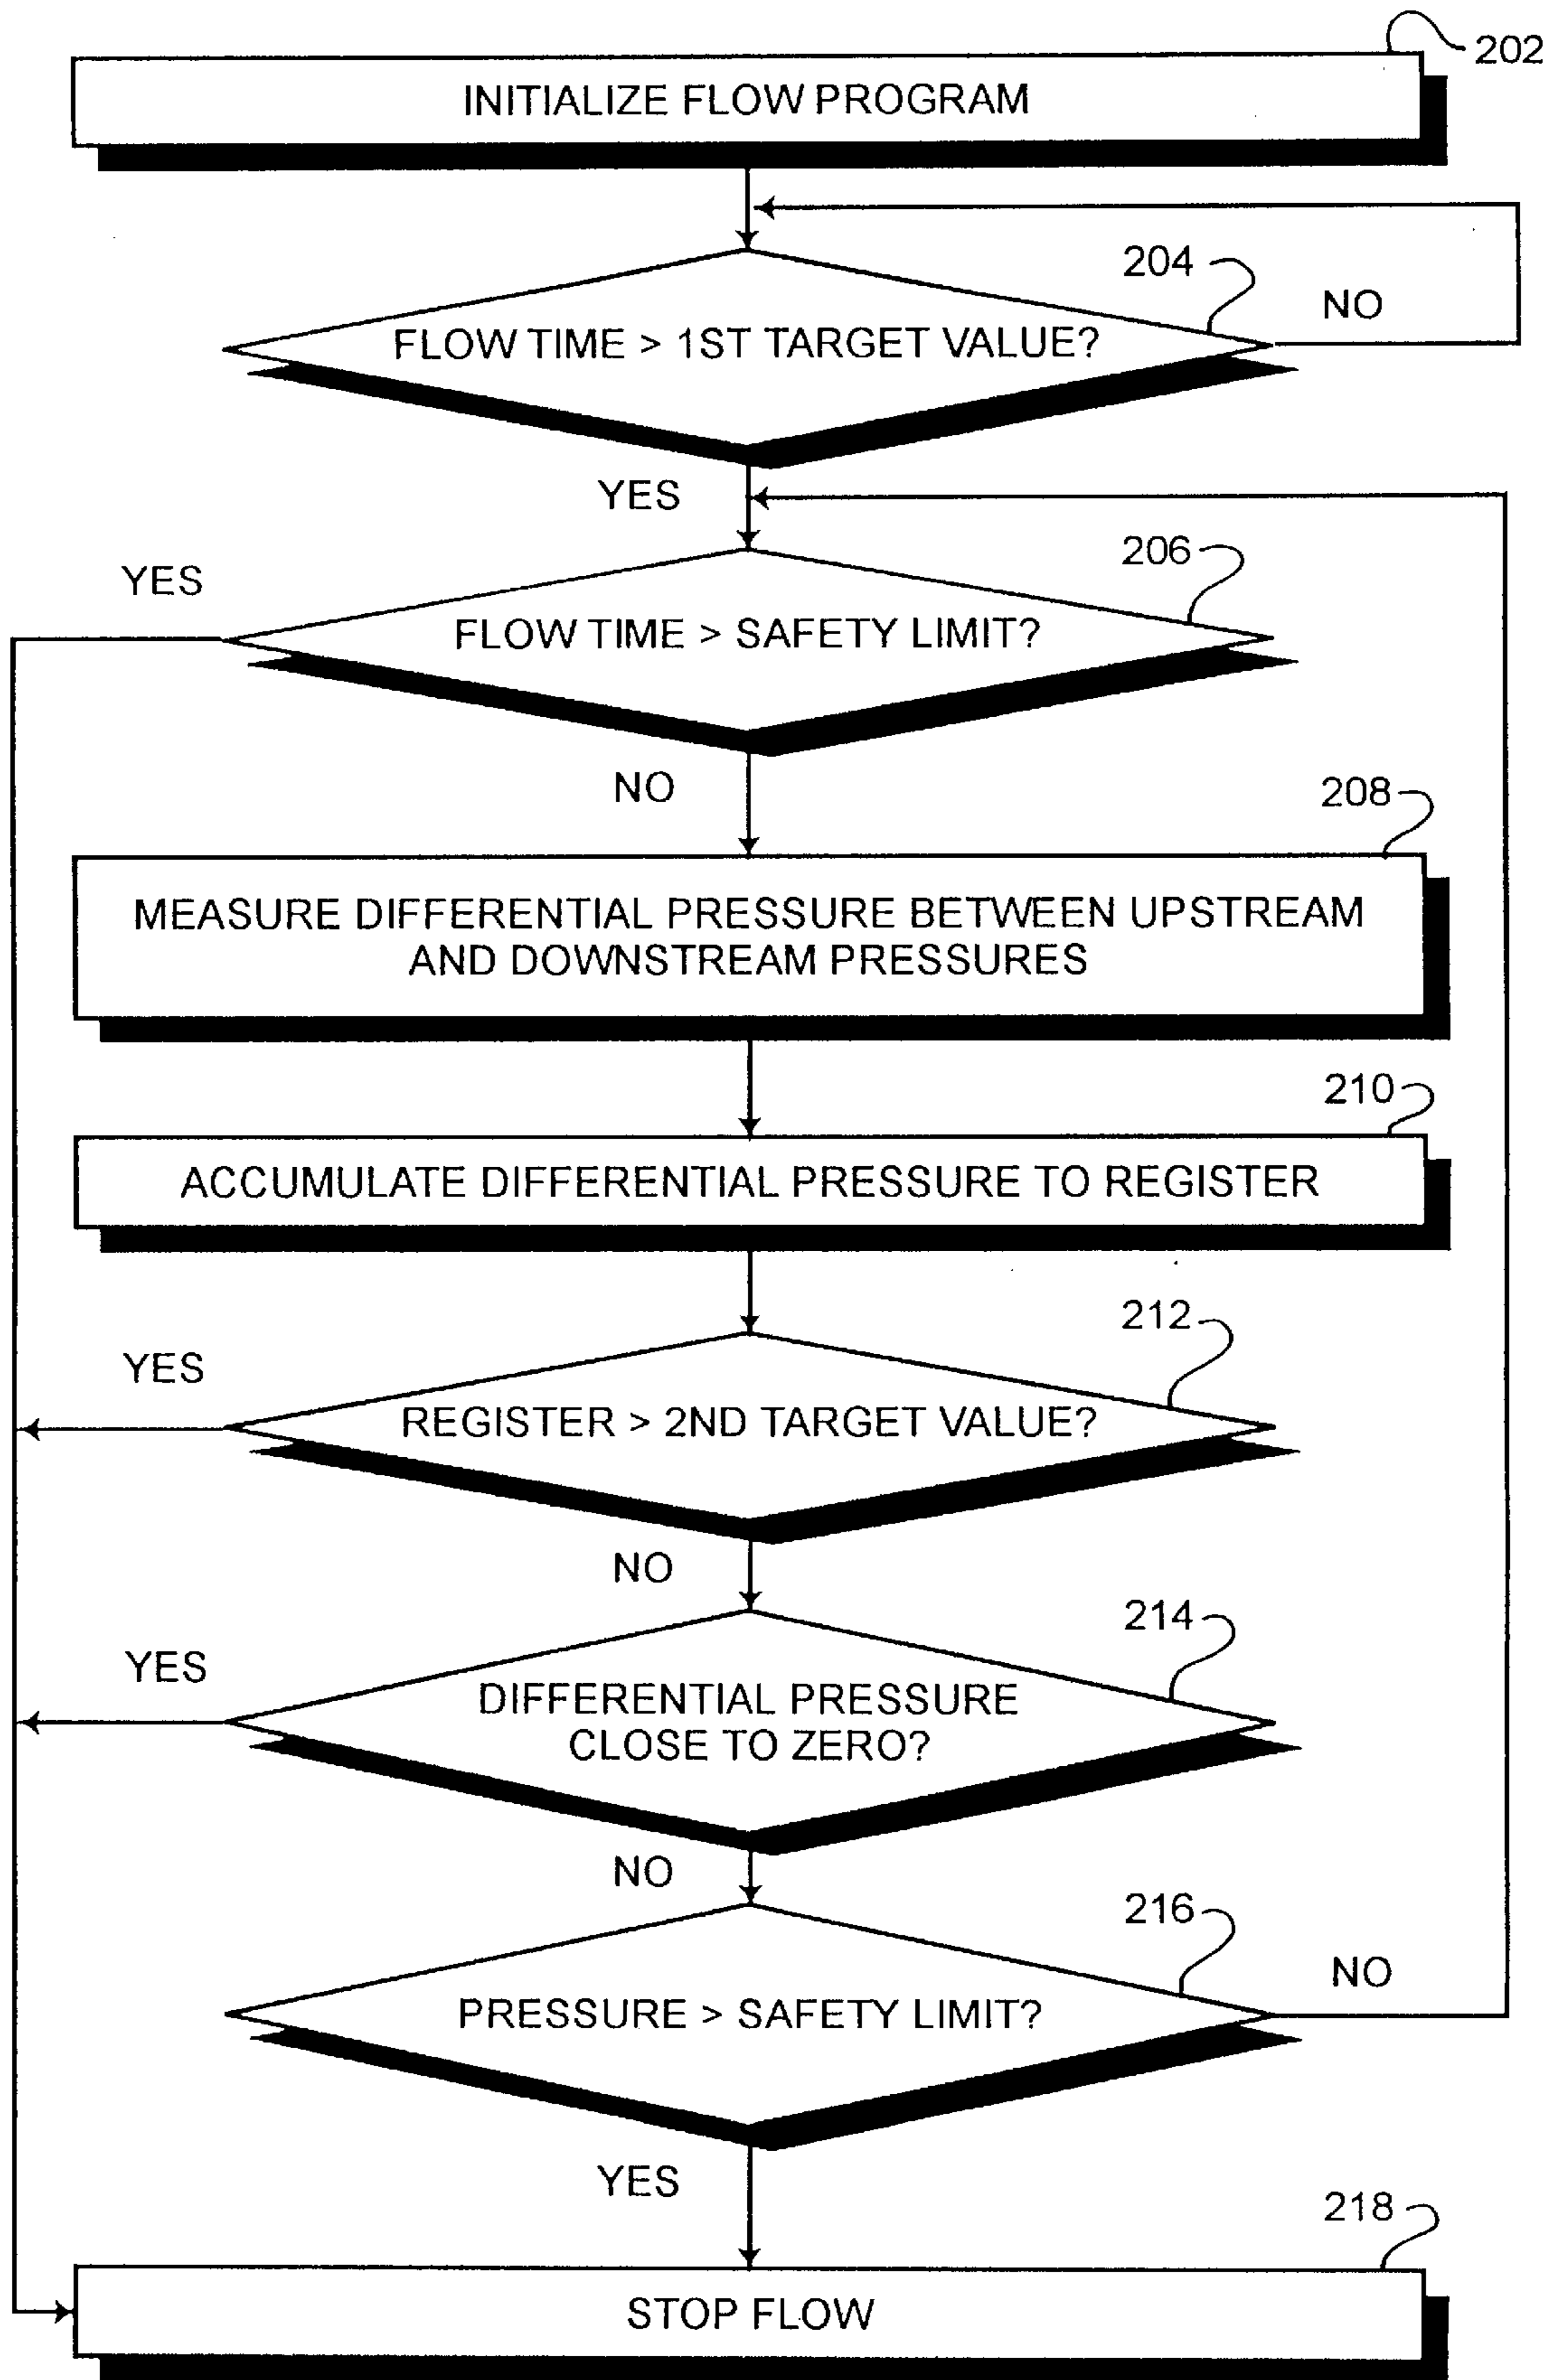 202
INITIALIZE FLOW PROGRAM
204
NO
FLOW TIME > 1ST TARGET VALUE?
YES
206
YES
FLOW TIME > SAFETY LIMIT?
NO
208
MEASURE DIFFERENTIAL PRESSURE BETWEEN UPSTREAM
AND DOWNSTREAM PRESSURES
210
ACCUMULATE DIFFERENTIAL PRESSURE TO REGISTER
212
YES
REGISTER > 2ND TARGET VALUE?
NO
214
YES
DIFFERENTIAL PRESSURE
CLOSE TO ZERO?
NO
216
NO
PRESSURE > SAFETY LIMIT?
YES
218
STOP FLOW